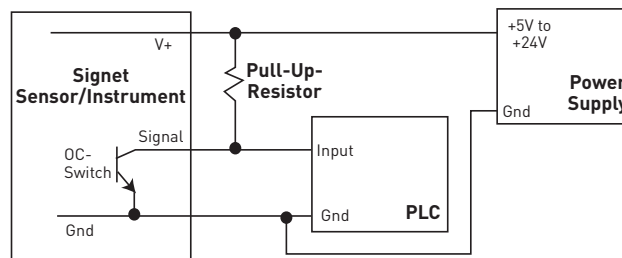 V+
Signet
Sensor/Instrument
Signal
OC-
Switch
Gnd
Pull-Up-
Resistor
Input
Gnd
PLC
+5V to
+24V
Power
Supply
Gnd